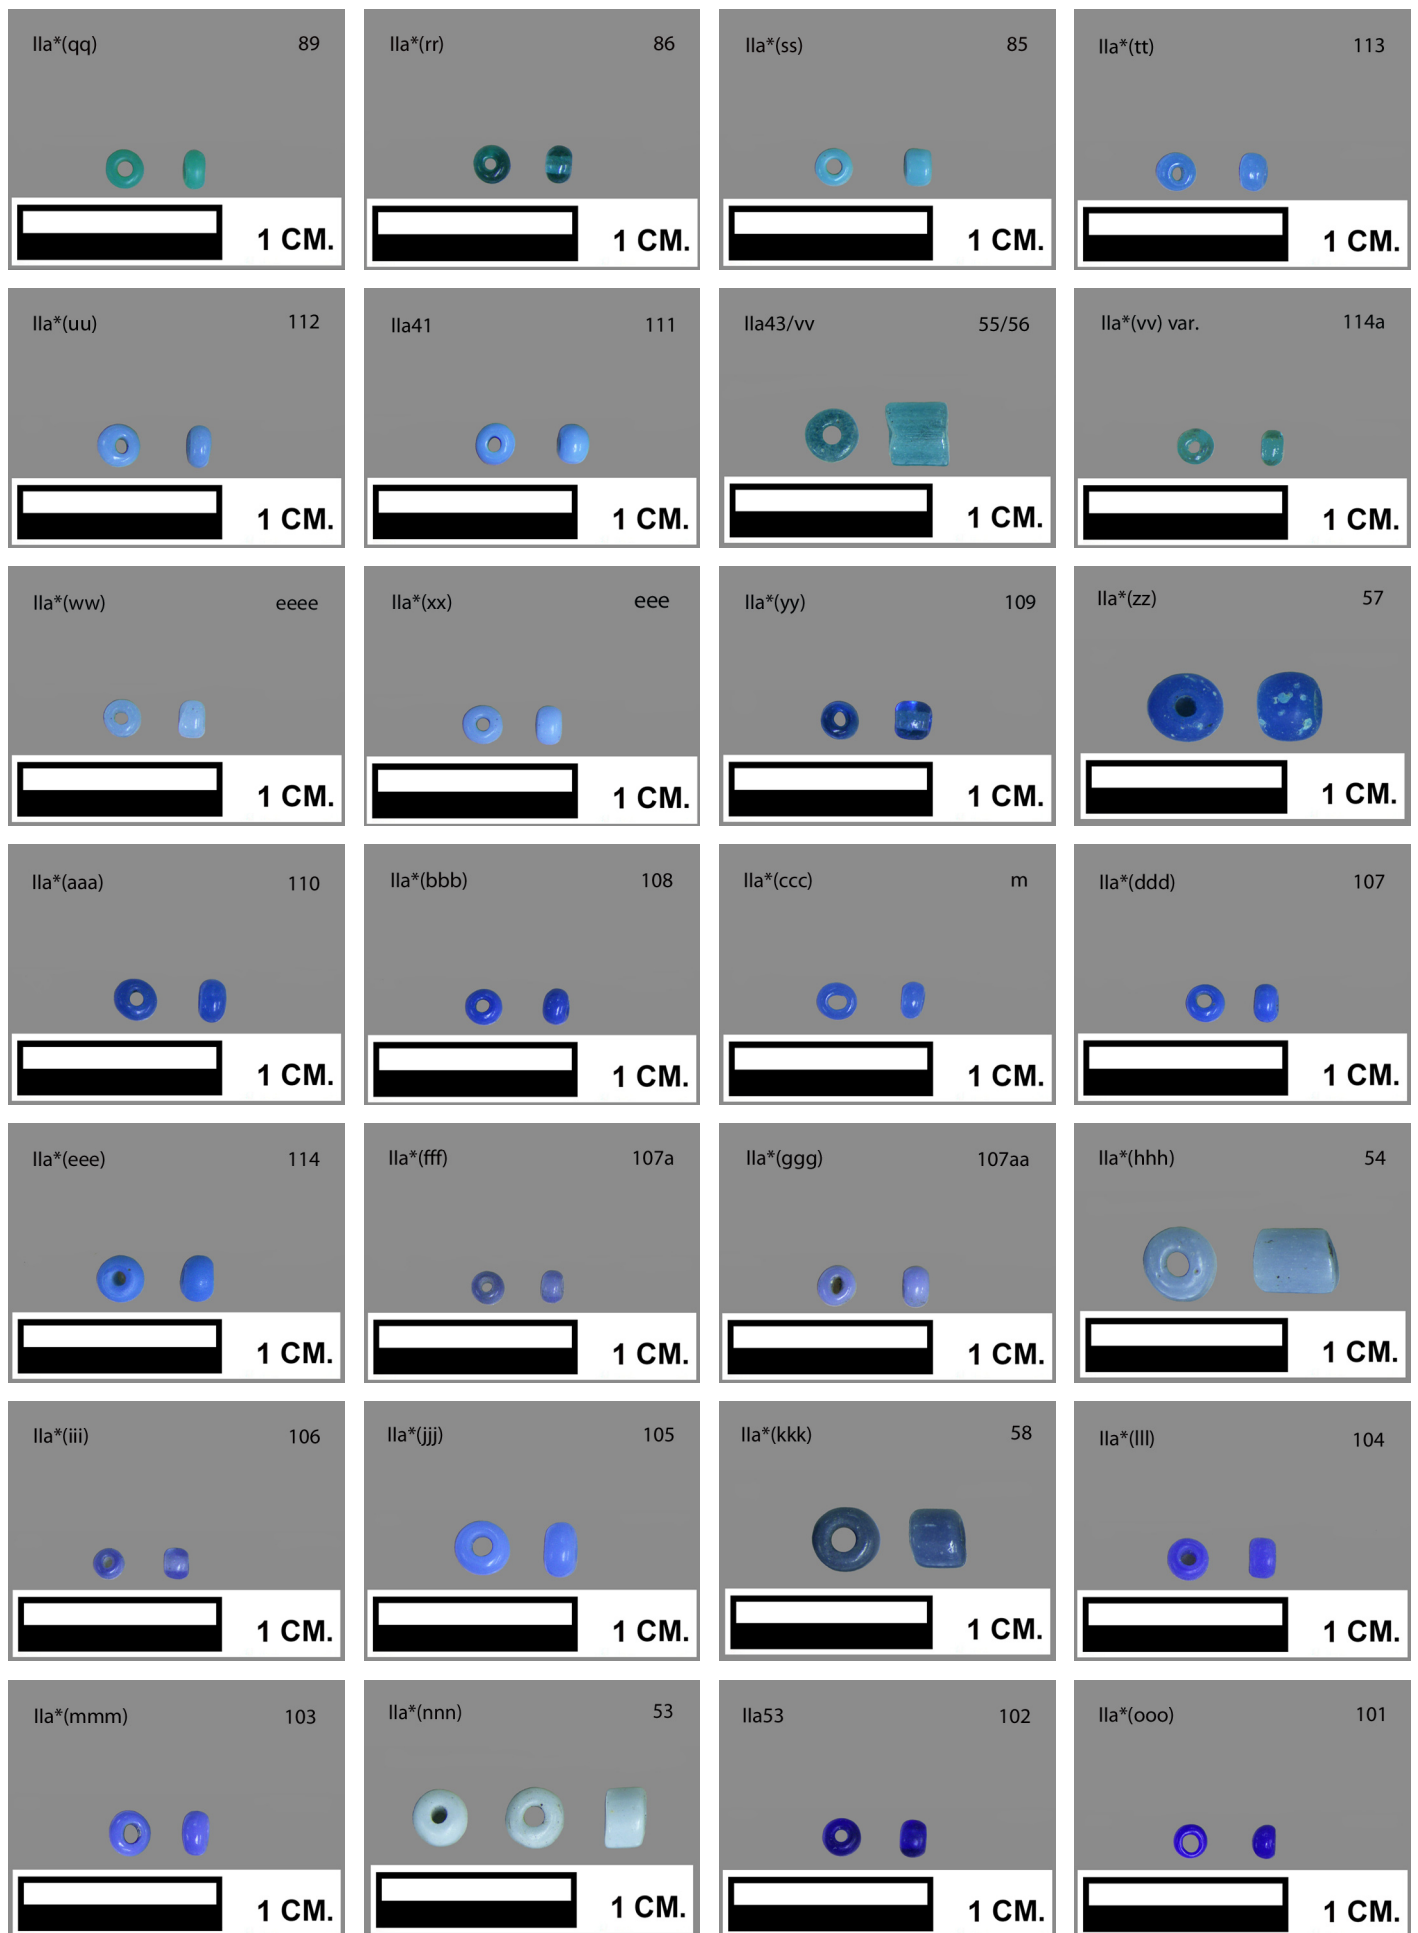 IIa*(qq) 89
1 CM.
IIa*(rr) 86
1 CM.
IIa*(ss) 85
1 CM.
IIa*(tt) 113
1 CM.
IIa*(uu) 112
1 CM.
IIa41 111
1 CM.
IIa43/vv 55/56
1 CM.
IIa*(vv) var. 114a
1 CM.
IIa*(ww) eeee
1 CM.
IIa*(xx) eee
1 CM.
IIa*(yy) 109
1 CM.
IIa*(zz) 57
1 CM.
IIa*(aaa) 110
1 CM.
IIa*(bbb) 108
1 CM.
IIa*(ccc) m
1 CM.
IIa*(ddd) 107
1 CM.
IIa*(eee) 114
1 CM.
IIa*(fff) 107a
1 CM.
IIa*(ggg) 107aa
1 CM.
IIa*(hhh) 54
1 CM.
IIa*(iii) 106
1 CM.
IIa*(jjj) 105
1 CM.
IIa*(kkk) 58
1 CM.
IIa*(lll) 104
1 CM.
IIa*(mmm) 103
1 CM.
IIa*(nnn) 53
1 CM.
IIa53 102
1 CM.
IIa*(ooo) 101
1 CM.